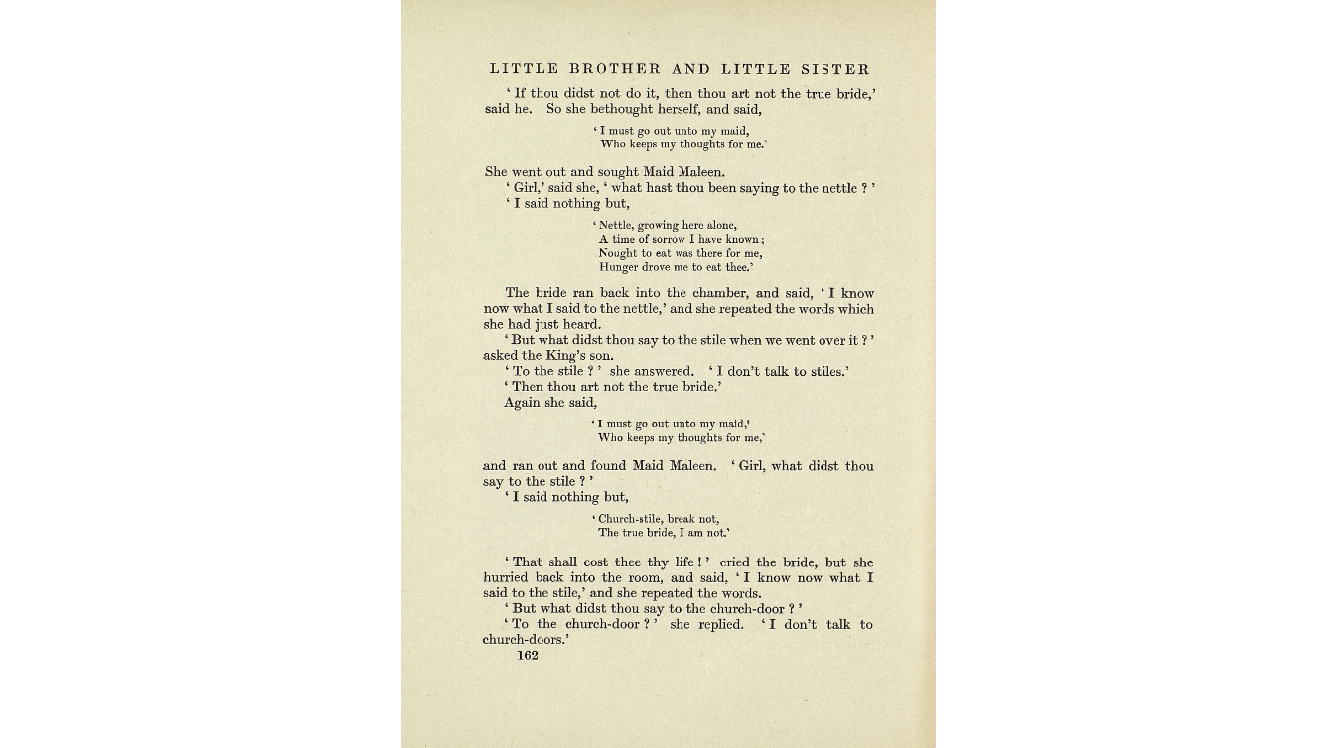 LITTLE BROTHER AND LITTLE SISTER
‘ If thou didst not do it, then thou art not the true bride,’
said he. So she bethought herself, and said,
‘ I must go out unto my maid,
Who keeps my thoughts for me.’
She went out and sought Maid Maleen.
‘ Girl,’ said she, ‘ what hast thou been saying to the nettle ? ’
‘ I said nothing but,
‘ Nettle, growing here alone,
A time of sorrow I have known ;
Nought to eat was there for me,
Hunger drove me to eat thee.’
The bride ran back into the chamber, and said, ‘ I know
now what I said to the nettle,’ and she repeated the words which
she had just heard.
‘ But what didst thou say to the stile when we went over it ? ’
asked the King’s son.
‘ To the stile ? ’ she answered. ‘ I don’t talk to stiles.’
‘ Then thou art not the true bride.’
Again she said,
‘ I must go out unto my maid,’
Who keeps my thoughts for me,’
and ran out and found Maid Maleen. ‘ Girl, what didst thou
say to the stile ? ’
‘ I said nothing but,
‘ Church-stile, break not,
The true bride, I am not.’
‘ That shall cost thee thy life ! ’ cried the bride, but she
hurried back into the room, and said, ‘ I know now what I
said to the stile,’ and she repeated the words.
‘ But what didst thou say to the church-door ? ’
‘ To the church-door ? ’ she replied. ‘ I don’t talk to
church-doors.’
162